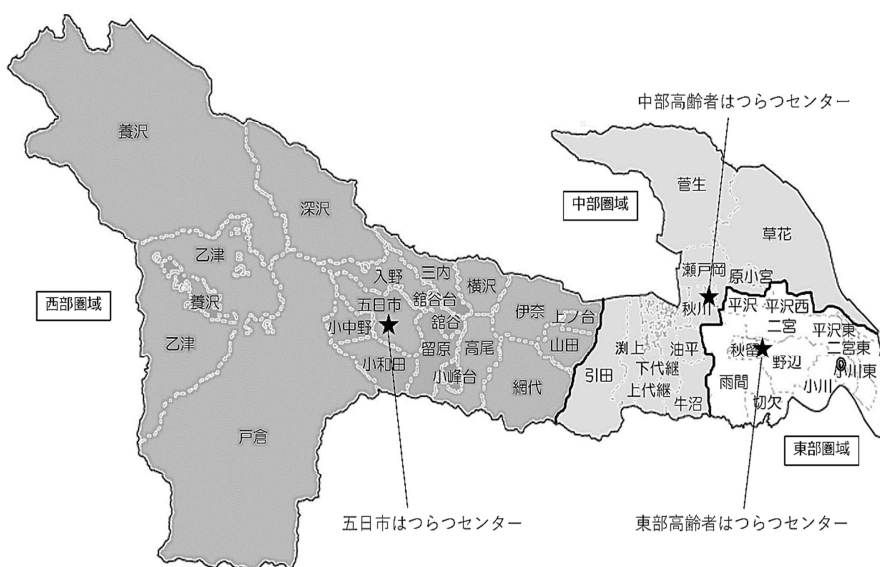 中部高齢者はつらつセンター
養沢
菅生
中部圏域
深沢
草花
乙津
入野
三内
横沢
瀬戸岡
原小宮
西部圏域
養沢
五日市
舘谷台
伊奈
上ノ台
秋川
平沢
平沢西
小中野
舘谷
二宮
平沢東
乙津
留原
高尾
山田
渕上
油平
秋留
野辺
二宮東
小和田
小峰台
網代
引田
下代継
上代継
雨間
小川
小川東
牛沼
切欠
戸倉
東部圏域
五日市はつらつセンター
東部高齢者はつらつセンター